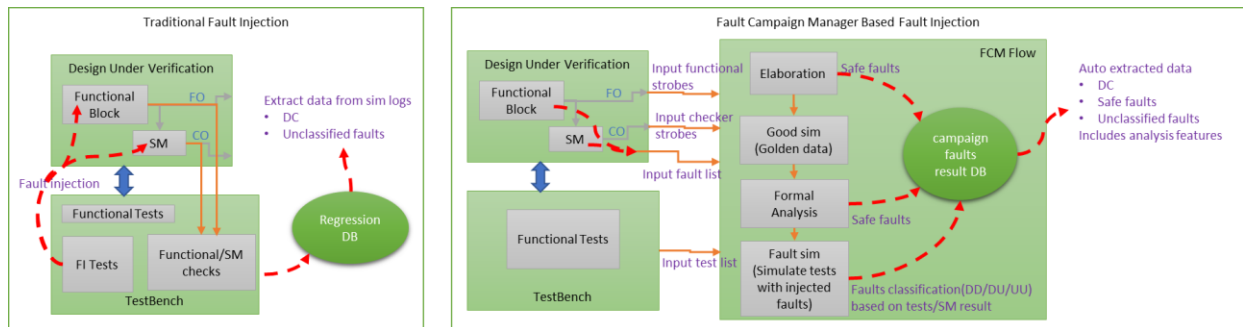 Traditional Fault Injection
Design Under Verification
Functional
Block
FO
SM
CO
Fault injection
Functional Tests
FI Tests
Functional/SM
checks
TestBench
Extract data from sim logs
• DC
• Unclassified faults
Regression
DB
Fault Campaign Manager Based Fault Injection
Design Under Verification
Functional
Block
FO
SM
CO
Functional Tests
TestBench
Input functional
strobes
Input checker
strobes
Input fault list
Input test list
FCM Flow
Elaboration
Safe faults
Good sim
(Golden data)
Formal
Analysis
Safe faults
Fault sim
(Simulate tests
with injected
faults)
Faults classification(DD/DU/UU)
based on tests/SM result
campaign
faults
result DB
Auto extracted data
• DC
• Safe faults
• Unclassified faults
Includes analysis features